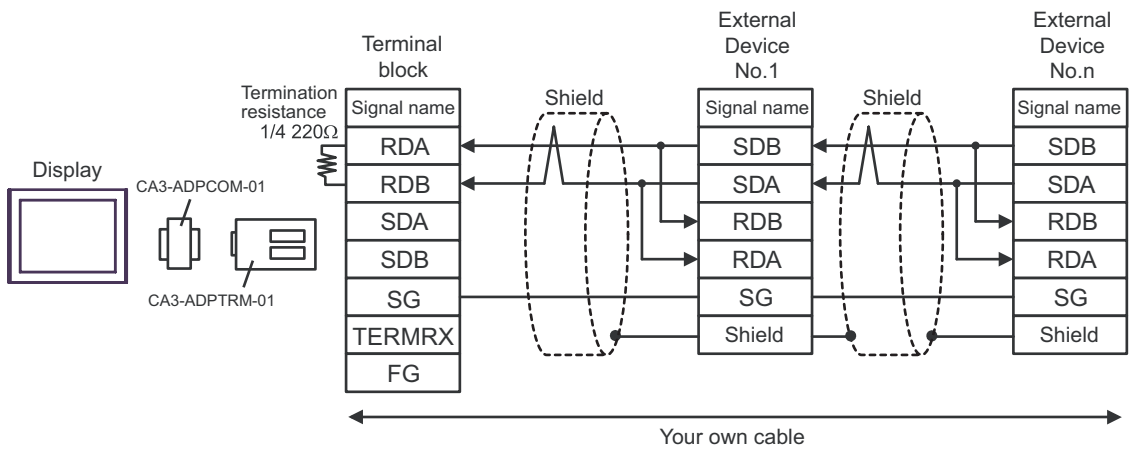 Display
CA3-ADPCOM-01
CA3-ADPTRM-01
Termination
resistance
1/4 220Ω
Terminal
block
Signal name
RDA
RDB
SDA
SDB
SG
TERMRX
FG
Shield
External
Device
No.1
Signal name
SDB
SDA
RDB
RDA
SG
Shield
Shield
External
Device
No.n
Signal name
SDB
SDA
RDB
RDA
SG
Shield
Your own cable